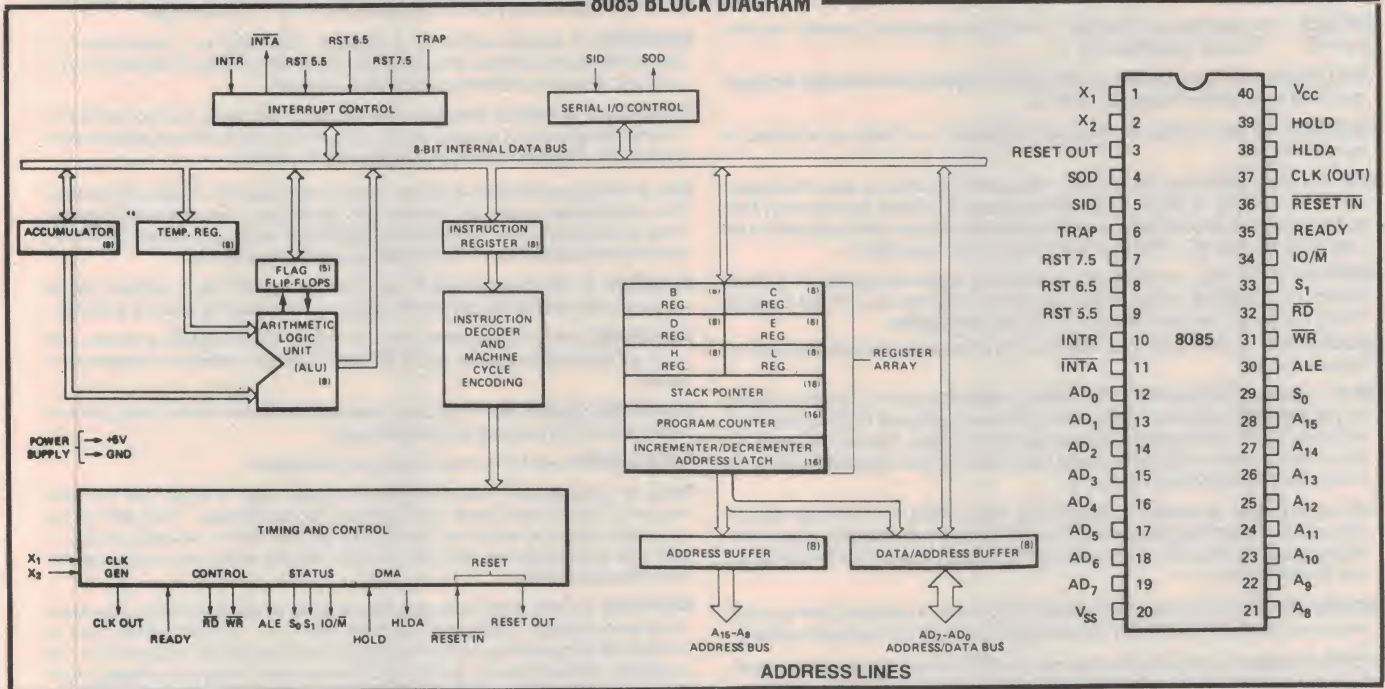 8085 BLOCK DIAGRAM
INTA
RST 6.5
TRAP
INTR
RST 5.5
RST 7.5
SID
SOD
INTERRUPT CONTROL
SERIAL I/O CONTROL
8-BIT INTERNAL DATA BUS
ACCUMULATOR
(8)
TEMP. REG.
(8)
INSTRUCTION
REGISTER (8)
FLAG (5)
FLIP-FLOPS
ARITHMETIC
LOGIC
UNIT
(ALU)
(8)
INSTRUCTION
DECODER
AND
MACHINE
CYCLE
ENCODING
B (8) C (8)
REG. REG.
D (8) E (8)
REG. REG.
H (8) L (8)
REG. REG.
STACK POINTER (16)
PROGRAM COUNTER (16)
INCREMENTER/DECREMENTER
ADDRESS LATCH (16)
REGISTER
ARRAY
POWER
SUPPLY
+5V
GND
TIMING AND CONTROL
X₁
X₂
CLK
GEN
CONTROL
STATUS
DMA
RESET
CLK OUT
READY
RD WR
ALE S₀ S₁ IO/M̅
HOLD
HLDA
RESET IN
RESET OUT
ADDRESS BUFFER (8)
DATA/ADDRESS BUFFER (8)
A₁₅-A₈
ADDRESS BUS
AD₇-AD₀
ADDRESS/DATA BUS
ADDRESS LINES
X₁ 1 40 V_CC
X₂ 2 39 HOLD
RESET OUT 3 38 HLDA
SOD 4 37 CLK (OUT)
SID 5 36 RESET IN
TRAP 6 35 READY
RST 7.5 7 34 IO/M̅
RST 6.5 8 33 S₁
RST 5.5 9 32 RD
INTR 10 8085 31 WR
INTA 11 30 ALE
AD₀ 12 29 S₀
AD₁ 13 28 A₁₅
AD₂ 14 27 A₁₄
AD₃ 15 26 A₁₃
AD₄ 16 25 A₁₂
AD₅ 17 24 A₁₁
AD₆ 18 23 A₁₀
AD₇ 19 22 A₉
V_SS 20 21 A₈